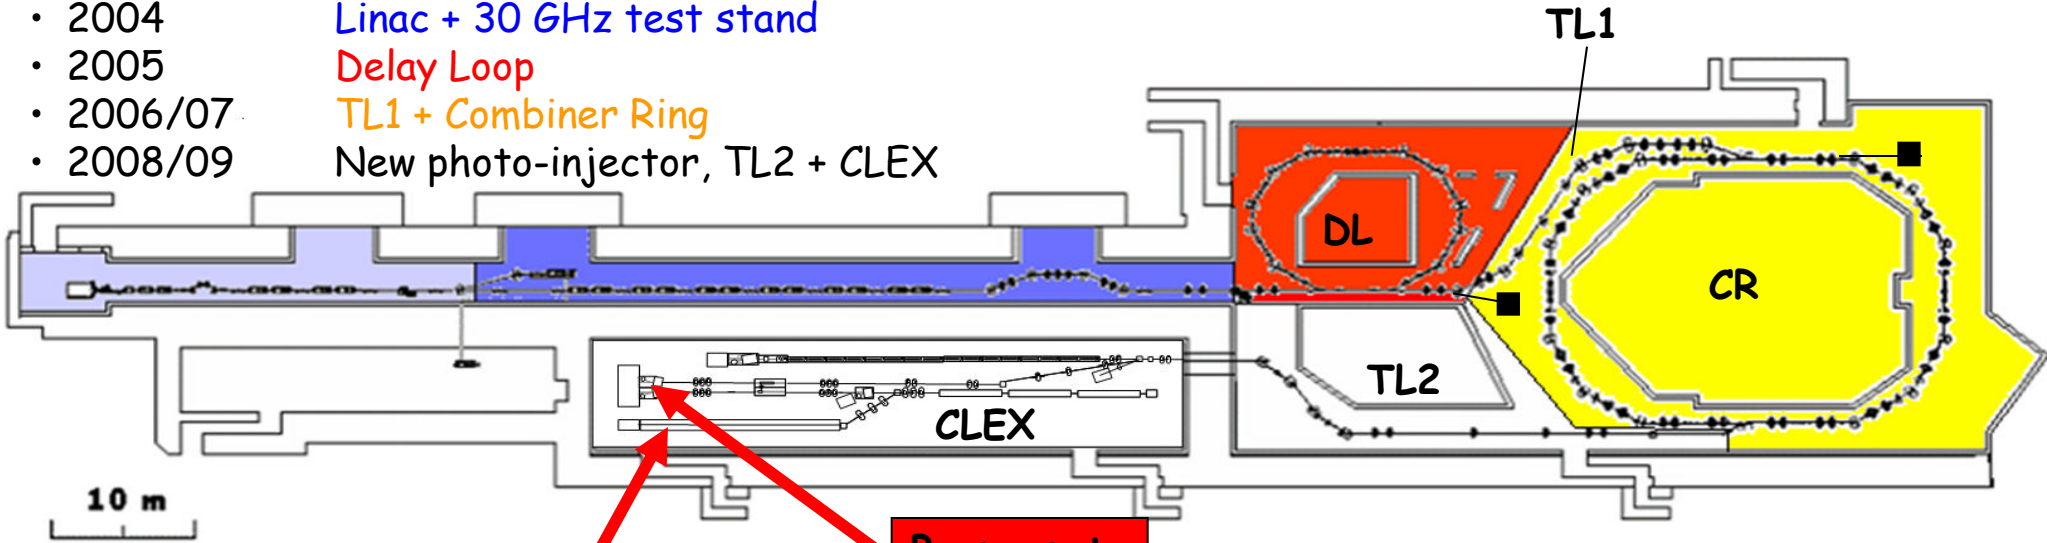 • 2004 Linac + 30 GHz test stand
• 2005 Delay Loop
• 2006/07 TL1 + Combiner Ring
• 2008/09 New photo-injector, TL2 + CLEX
TL1
DL
CR
TL2
CLEX
10 m